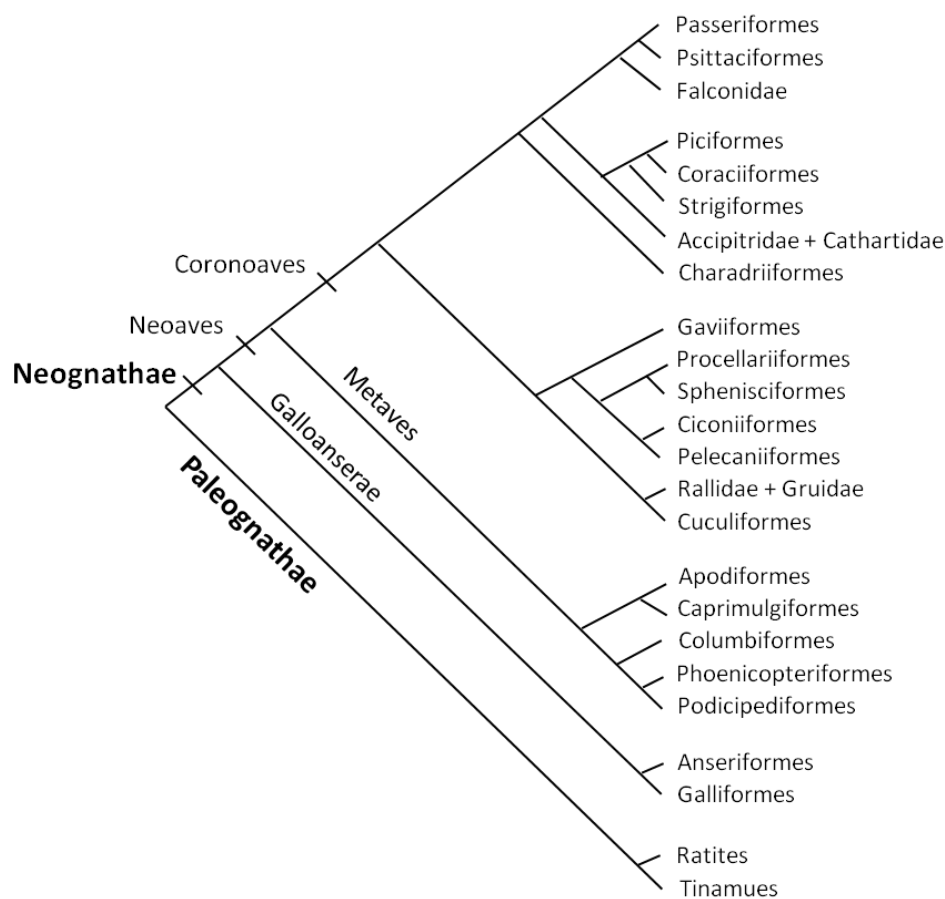 Passeriformes
Psittaciformes
Falconidae
Piciformes
Coraciiformes
Strigiformes
Accipitridae + Cathartidae
Charadriiformes
Coronoaves
Neoaves
Neognathae
Gaviiformes
Procellariiformes
Sphenisciformes
Ciconiiformes
Pelecaniiformes
Rallidae + Gruidae
Cuculiformes
Metaves
Galloanserae
Paleognathae
Apodiformes
Caprimulgiformes
Columbiformes
Phoenicopteriformes
Podicipediformes
Anseriformes
Galliformes
Ratites
Tinamues